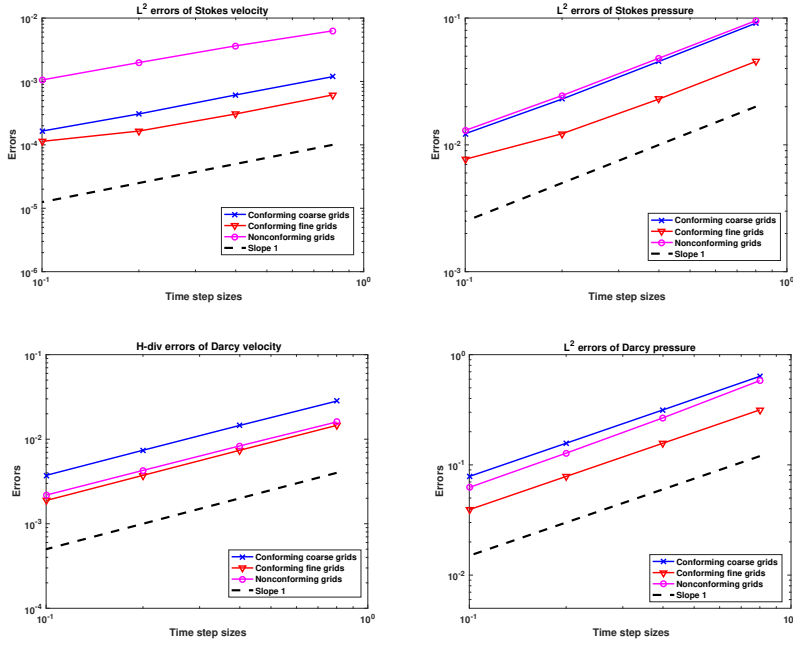 L² errors of Stokes velocity
10⁻²
10⁻³
10⁻⁴
10⁻⁵
10⁻⁶
Errors
Conforming coarse grids
Conforming fine grids
Nonconforming grids
Slope 1
10⁻¹
10⁰
Time step sizes
L² errors of Stokes pressure
10⁻¹
10⁻²
10⁻³
Errors
Conforming coarse grids
Conforming fine grids
Nonconforming grids
Slope 1
10⁻¹
10⁰
Time step sizes
H-div errors of Darcy velocity
10⁻¹
10⁻²
10⁻³
10⁻⁴
Errors
Conforming coarse grids
Conforming fine grids
Nonconforming grids
Slope 1
10⁻¹
10⁰
Time step sizes
L² errors of Darcy pressure
10⁰
10⁻¹
10⁻²
Errors
Conforming coarse grids
Conforming fine grids
Nonconforming grids
Slope 1
10⁻¹
10⁰
Time step sizes